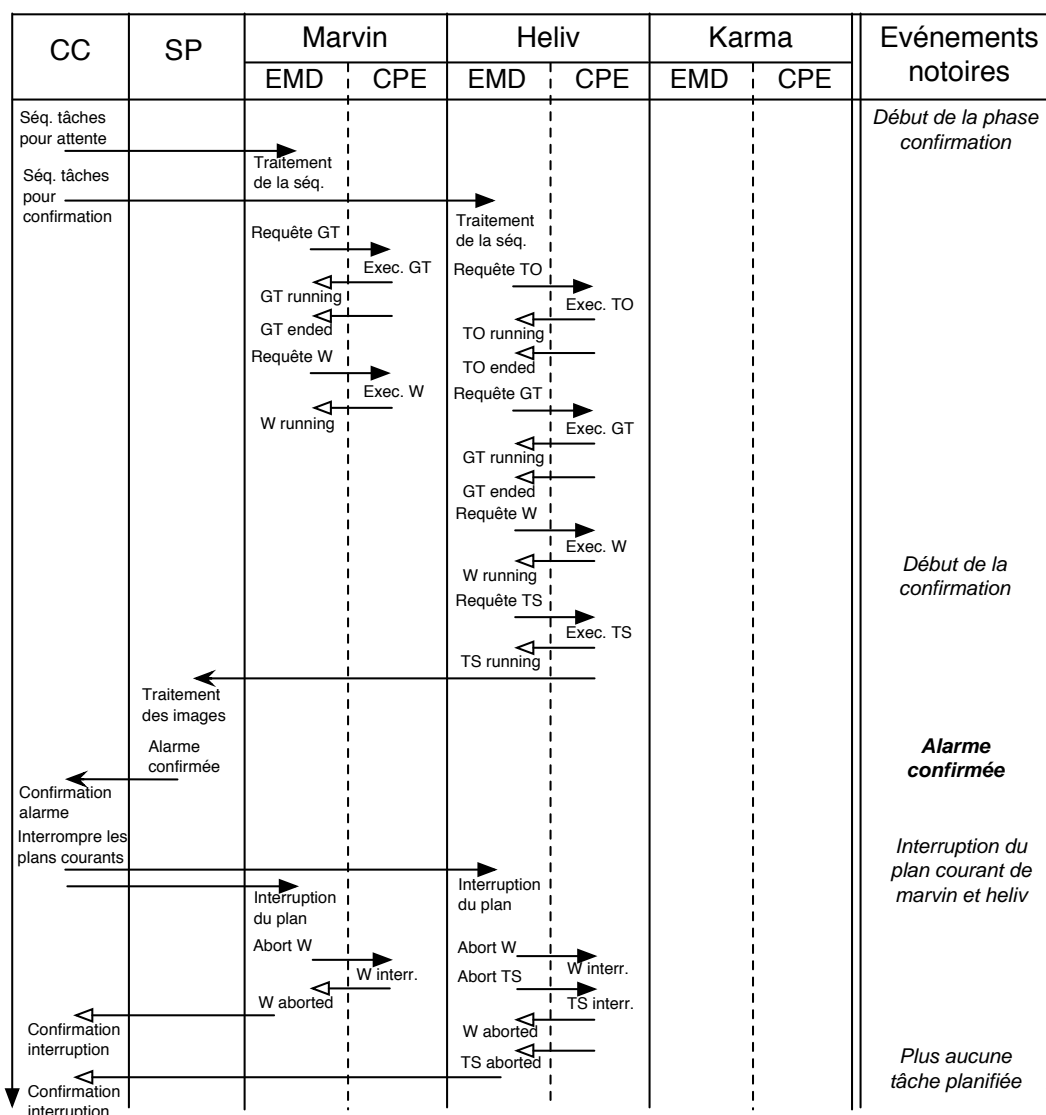 CC
SP
Marvin
Heliv
Karma
Evénements
notoires
EMD
CPE
EMD
CPE
EMD
CPE
Séq. tâches
pour attente
Début de la phase
confirmation
Traitement
de la séq.
Séq. tâches
pour
confirmation
Traitement
de la séq.
Requête GT
Exec. GT
Requête TO
GT running
Exec. TO
GT ended
TO running
Requête W
TO ended
Exec. W
Requête GT
W running
Exec. GT
GT running
GT ended
Requête W
Exec. W
W running
Début de la
confirmation
Requête TS
Exec. TS
TS running
Traitement
des images
Alarme
confirmée
Alarme
confirmée
Confirmation
alarme
Interrompre les
plans courants
Interruption du
plan courant de
marvin et heliv
Interruption
du plan
Interruption
du plan
Abort W
Abort W
W interr.
W interr.
Abort TS
W aborted
TS interr.
Confirmation
interruption
W aborted
TS aborted
Plus aucune
tâche planifiée
Confirmation
interruption